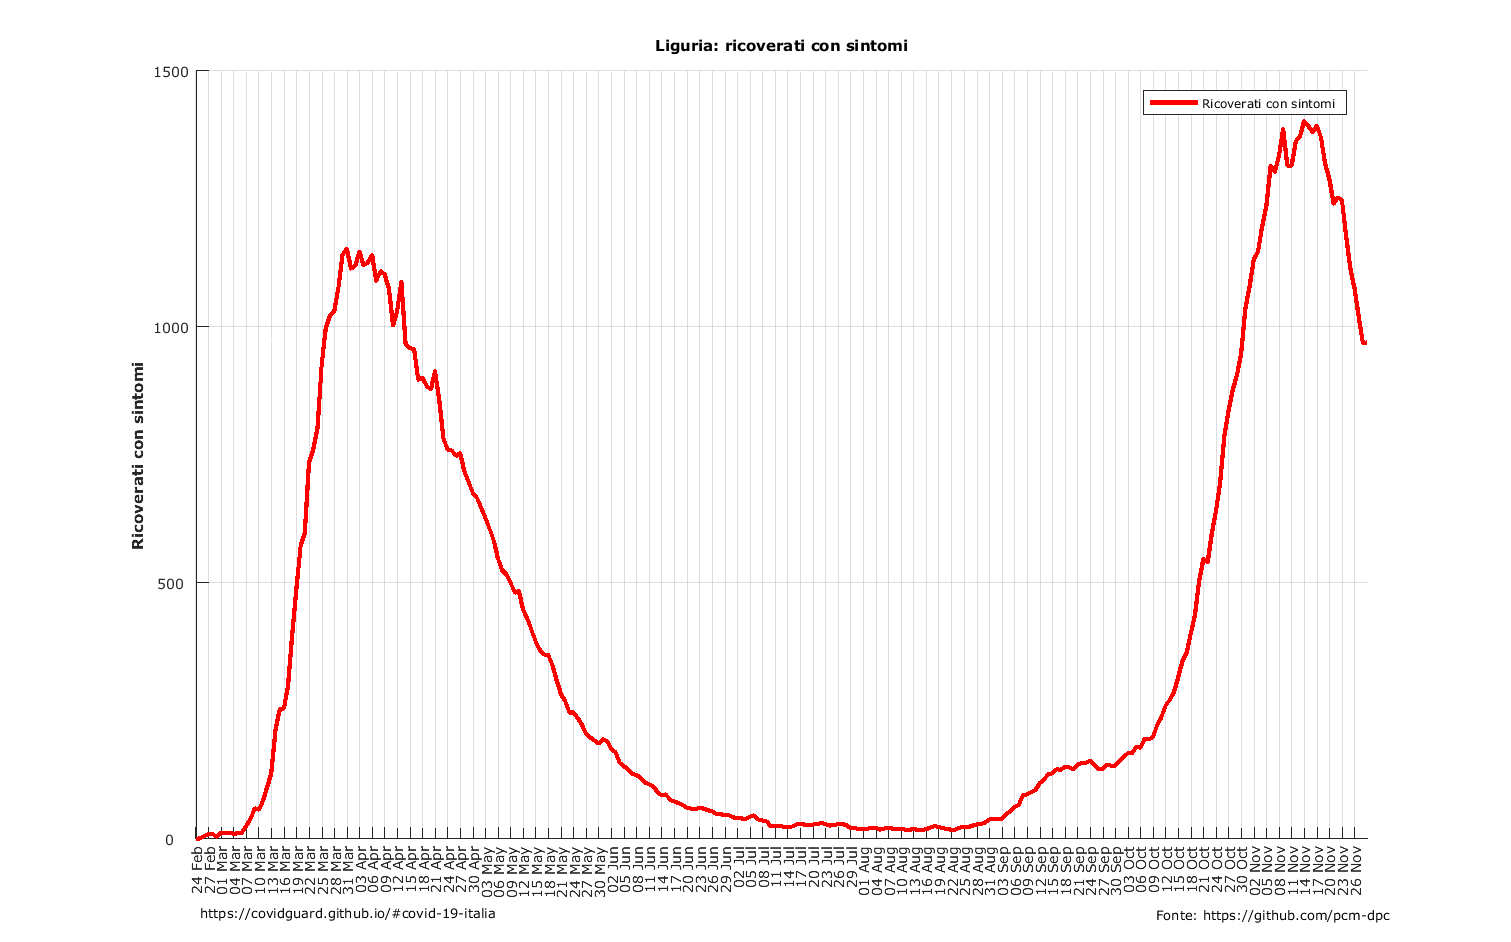 Liguria: ricoverati con sintomi
Ricoverati con sintomi
Ricoverati con sintomi
1500
1000
500
0
24 Feb
27 Feb
01 Mar
04 Mar
07 Mar
10 Mar
13 Mar
16 Mar
19 Mar
22 Mar
25 Mar
28 Mar
31 Mar
03 Apr
06 Apr
09 Apr
12 Apr
15 Apr
18 Apr
21 Apr
24 Apr
27 Apr
30 Apr
03 May
06 May
09 May
12 May
15 May
18 May
21 May
24 May
27 May
30 May
02 Jun
05 Jun
08 Jun
11 Jun
14 Jun
17 Jun
20 Jun
23 Jun
26 Jun
29 Jun
02 Jul
05 Jul
08 Jul
11 Jul
14 Jul
17 Jul
20 Jul
23 Jul
26 Jul
29 Jul
01 Aug
04 Aug
07 Aug
10 Aug
13 Aug
16 Aug
19 Aug
22 Aug
25 Aug
28 Aug
31 Aug
03 Sep
06 Sep
09 Sep
12 Sep
15 Sep
18 Sep
21 Sep
24 Sep
27 Sep
30 Sep
03 Oct
06 Oct
09 Oct
12 Oct
15 Oct
18 Oct
21 Oct
24 Oct
27 Oct
30 Oct
02 Nov
05 Nov
08 Nov
11 Nov
14 Nov
17 Nov
20 Nov
23 Nov
26 Nov
https://covidguard.github.io/#covid-19-italia
Fonte: https://github.com/pcm-dpc